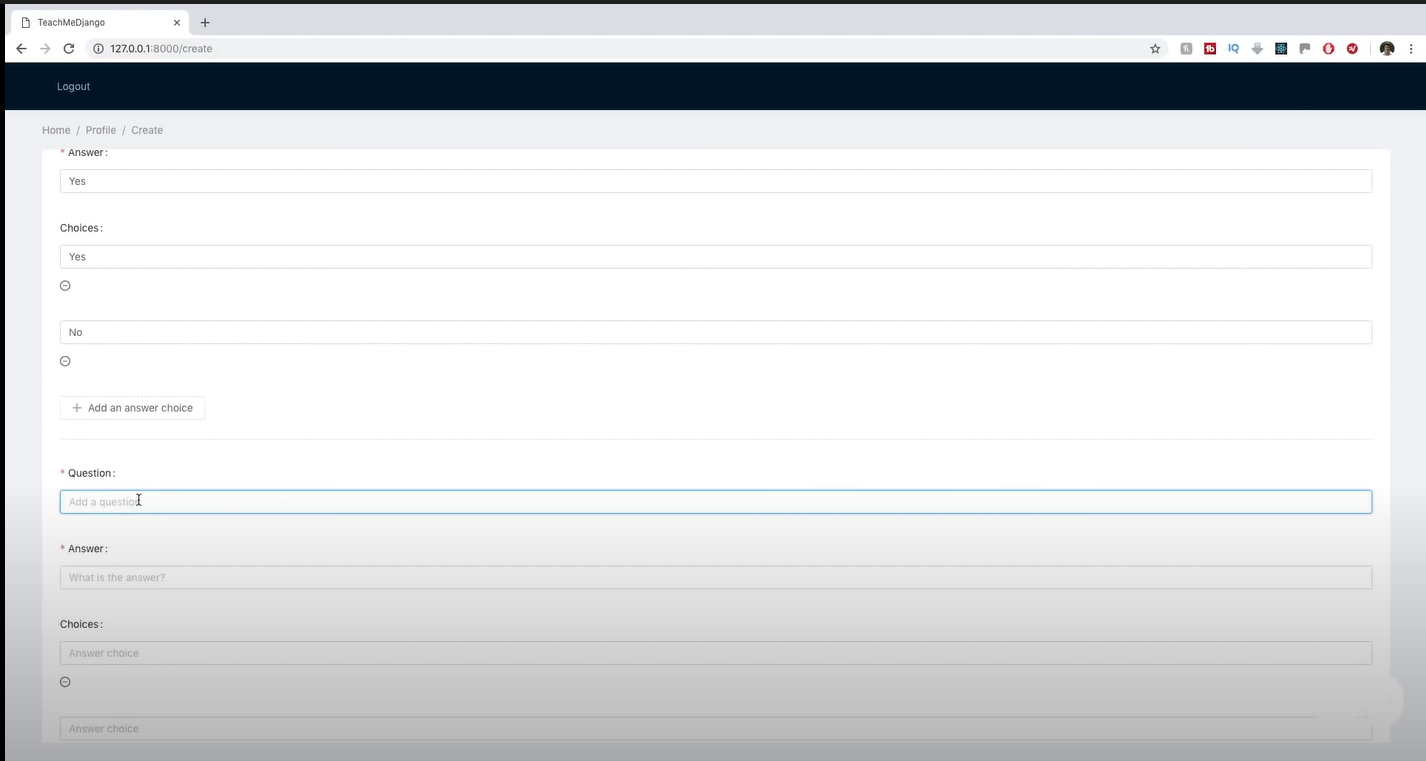 TeachMeDjango
127.0.0.1:8000/create
IQ
Logout
Home / Profile / Create
* Answer:
Yes
Choices:
Yes
No
+ Add an answer choice
* Question:
Add a question
* Answer:
What is the answer?
Choices:
Answer choice
Answer choice